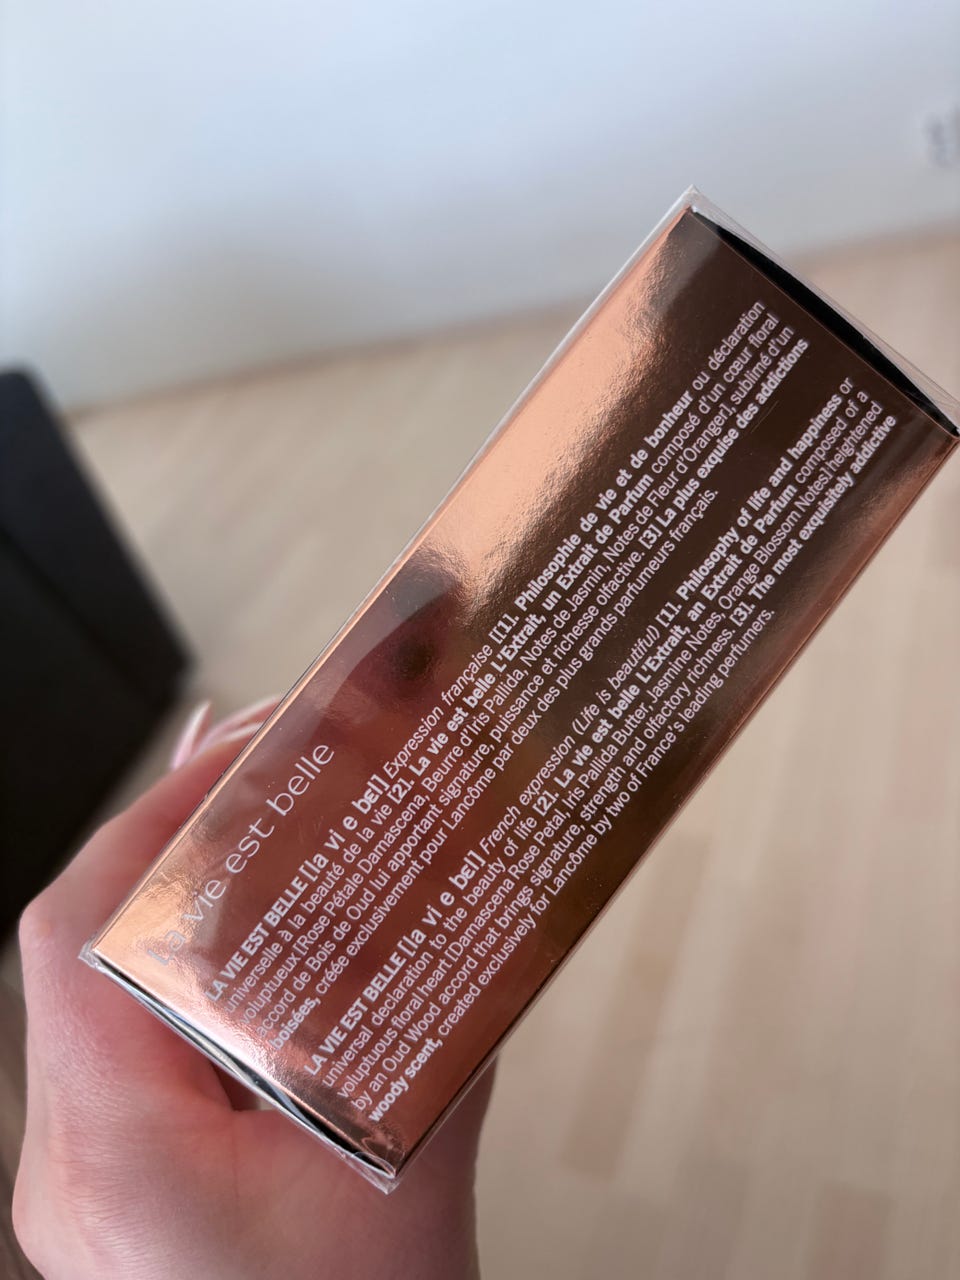 la vie est belle
LA VIE EST BELLE [la vi e bɛl] Expression française [[1]. Philosophie de vie et de bonheur ou déclaration
universelle à la beauté de la vie [2]. La vie est belle L'Extrait, un Extrait de Parfum composé d'un cœur floral
voluptueux [Rose Pétale Damascena, Beurre d'Iris Pallida, Notes de Jasmin, Notes de Fleur d'Oranger], sublimé d'un
accord de Bois de Oud lui apportant signature, puissance et richesse olfactive. [3] La plus exquise des addictions
boisées, créée exclusivement pour Lancôme par deux des plus grands parfumeurs français.
LA VIE EST BELLE [la vi e bɛl] French expression (Life is beautiful) [1]. Philosophy of life and happiness or
universal declaration to the beauty of life [2]. La vie est belle L'Extrait, an Extrait de Parfum composed of a
voluptuous floral heart [Damascena Rose Petal, Iris Pallida Butter, Jasmine Notes, Orange Blossom Notes] heightened
by an Oud Wood accord that brings signature, strength and olfactory richness. [3]. The most exquisitely addictive
woody scent, created exclusively for Lancôme by two of France's leading perfumers.